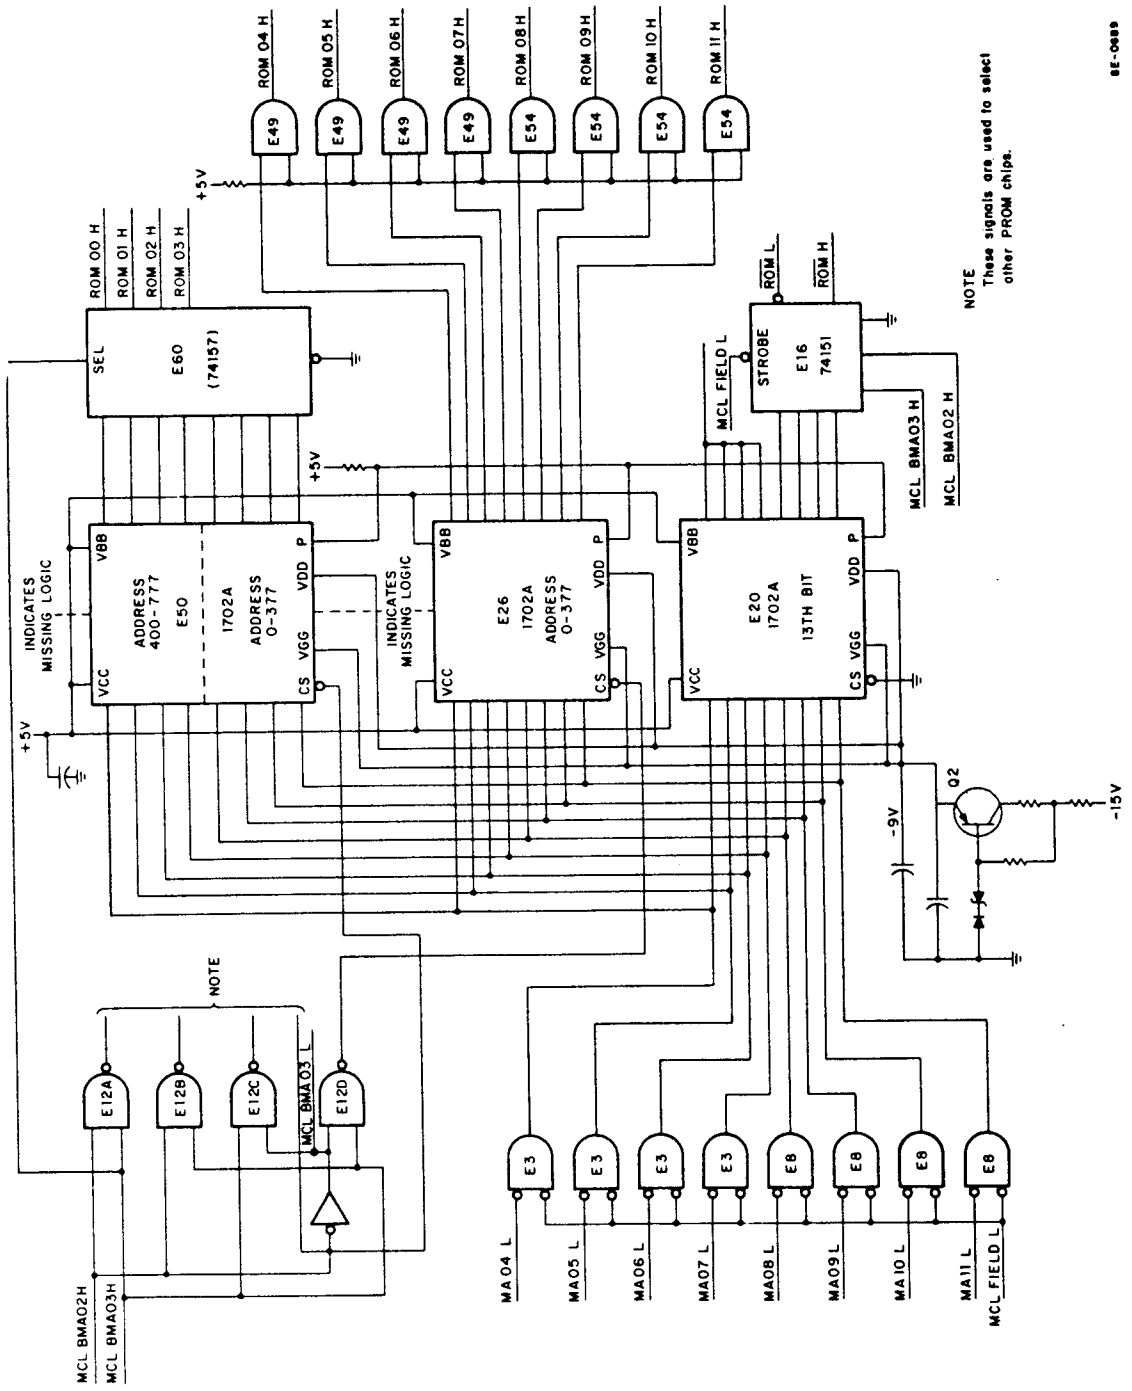 MCL BMA02H
MCL BMA03H
E12A
E12B
E12C
E12D
NOTE
MCL BMA03 L
+5V
INDICATES
MISSING LOGIC
VCC
VBB
ADDRESS
400-777
E50
1702A
ADDRESS
0-377
CS
VGG
VDD
P
SEL
E60
(74157)
ROM 00 H
ROM 01 H
ROM 02 H
ROM 03 H
+5V
+5V
E49
E49
E49
E49
E54
E54
E54
E54
ROM 04 H
ROM 05 H
ROM 06 H
ROM 07 H
ROM 08 H
ROM 09 H
ROM 10 H
ROM 11 H
INDICATES
MISSING LOGIC
VCC
VBB
E26
1702A
ADDRESS
0-377
CS
VGG
VDD
P
MA04 L
MA05 L
MA06 L
MA07 L
MA08 L
MA09 L
MA10 L
MA11 L
MCL FIELD L
E3
E3
E3
E3
E8
E8
E8
E8
VCC
VBB
E20
1702A
13TH BIT
CS
VGG
VDD
P
MCL FIELD L
STROBE
E16
74151
ROM L
ROM H
MCL BMA03 H
MCL BMA02 H
-9V
Q2
-15V
NOTE
These signals are used to select
other PROM chips.
8E-0689